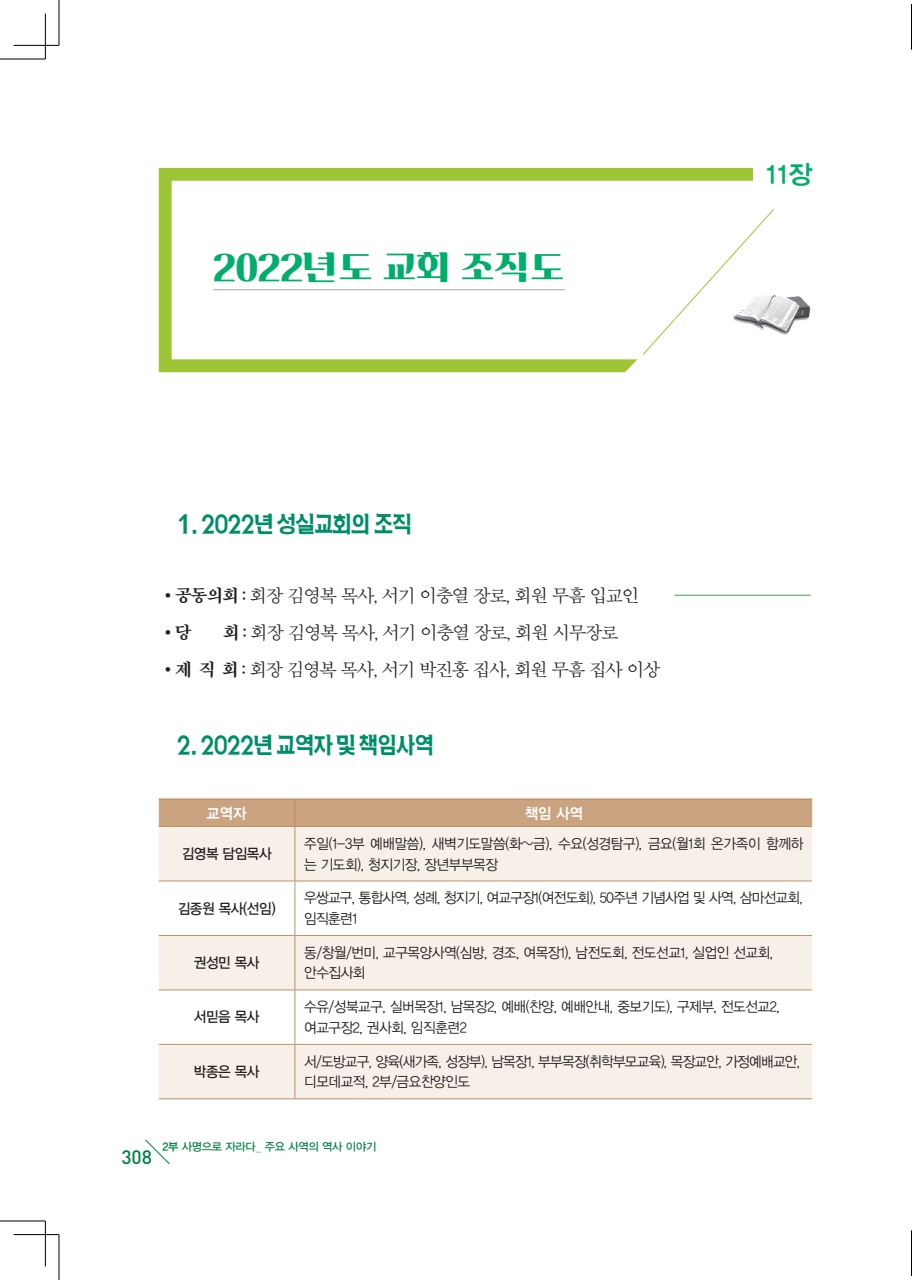 11장
2022년도 교회 조직도
1. 2022년 성실교회의 조직
• 공동의회 : 회장 김영복 목사, 서기 이충열 장로, 회원 무흠 입교인
• 당 회 : 회장 김영복 목사, 서기 이충열 장로, 회원 시무장로
• 제 직 회 : 회장 김영복 목사, 서기 박진홍 집사, 회원 무흠 집사 이상
2. 2022년 교역자 및 책임사역
교역자 책임 사역
김영복 담임목사
주일(1-3부 예배말씀), 새벽기도말씀(화~금), 수요(성경탐구), 금요(월1회 온가족이 함께하
는 기도회), 청지기장, 장년부부목장
김종원 목사(선임)
우쌍교구, 통합사역, 성례, 청지기, 여교구장1(여전도회), 50주년 기념사업 및 사역, 삼마선교회,
임직훈련1
권성민 목사
동/창월/번미, 교구목양사역(심방, 경조, 여목장1), 남전도회, 전도선교1, 실업인 선교회,
안수집사회
서믿음 목사
수유/성북교구, 실버목장1, 남목장2, 예배(찬양, 예배안내, 중보기도), 구제부, 전도선교2,
여교구장2, 권사회, 임직훈련2
박종은 목사
서/도방교구, 양육(새가족, 성장부), 남목장1, 부부목장(취학부모교육), 목장교안, 가정예배교안,
디모데교적, 2부/금요찬양인도
308 2부 사명으로 자라다_ 주요 사역의 역사 이야기